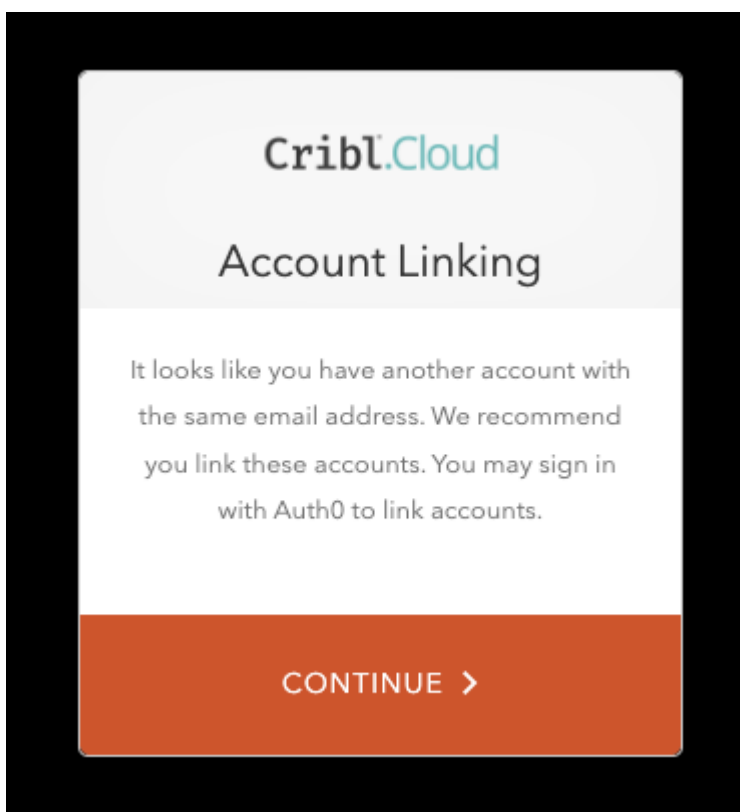 Cribl.Cloud
Account Linking
It looks like you have another account with
the same email address. We recommend
you link these accounts. You may sign in
with Auth0 to link accounts.
CONTINUE